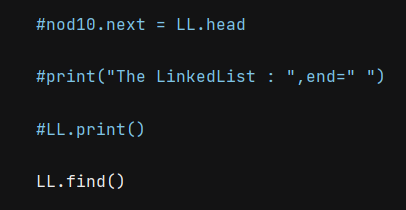 #nod10.next = LL.head
#print("The LinkedList : ",end=" ")
#LL.print()
LL.find()